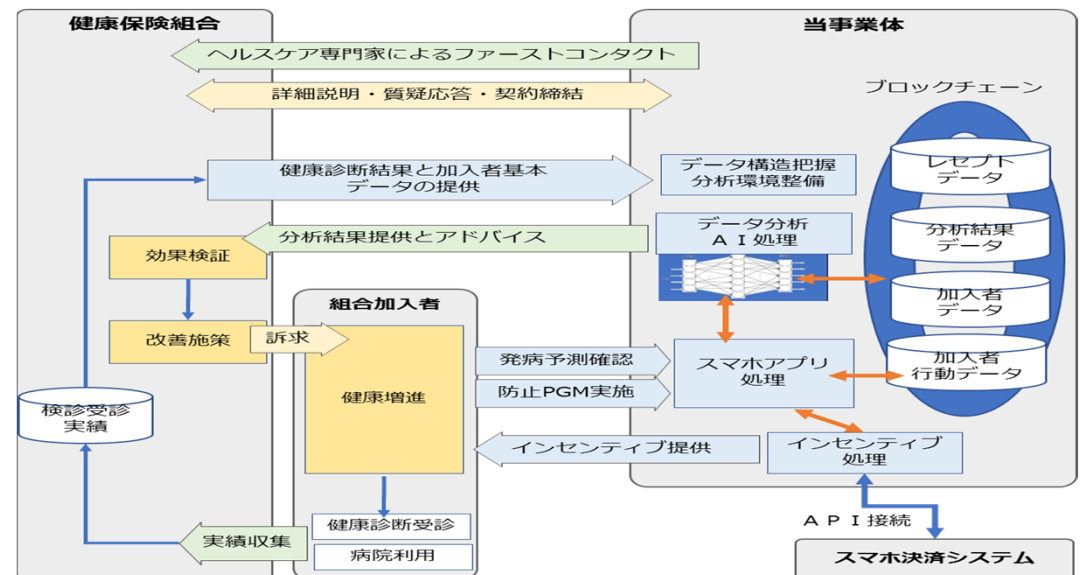 健康保険組合
当事業体
ヘルスケア専門家によるファーストコンタクト
詳細説明・質疑応答・契約締結
ブロックチェーン
健康診断結果と加入者基本
データの提供
データ構造把握
分析環境整備
レセプト
データ
分析結果提供とアドバイス
データ分析
ＡＩ処理
分析結果
データ
効果検証
加入者
データ
組合加入者
改善施策
訴求
発病予測確認
スマホアプリ
処理
加入者
行動データ
防止PGM実施
健康増進
検診受診
実績
インセンティブ提供
インセンティブ
処理
健康診断受診
ＡＰＩ接続
実績収集
病院利用
スマホ決済システム